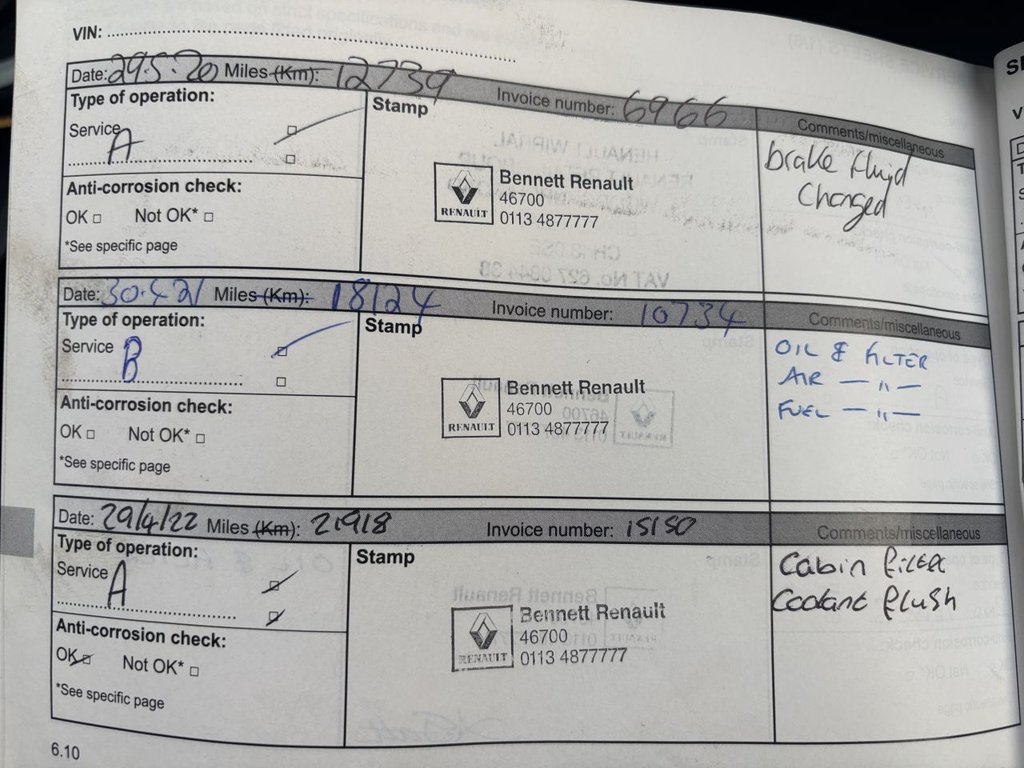 VIN:
Date: 29.5.20 Miles (Km): 12739 Invoice number: 6966 Comments/miscellaneous
Type of operation:
Stamp
Service A
brake fluid
Changed
RENAULT
Bennett Renault
46700
0113 4877777
Anti-corrosion check:
OK Not OK*
*See specific page
Date: 30.4.21 Miles (Km): 18124 Invoice number: 10734 Comments/miscellaneous
Type of operation:
Stamp
Service B
OIL & FILTER
AIR — " —
FUEL — " —
RENAULT
Bennett Renault
46700
0113 4877777
Anti-corrosion check:
OK Not OK*
*See specific page
Date: 29/4/22 Miles (Km): 21918 Invoice number: 15150 Comments/miscellaneous
Type of operation:
Stamp
Service A
Cabin filter
Coolant flush
RENAULT
Bennett Renault
46700
0113 4877777
Anti-corrosion check:
OK Not OK*
*See specific page
6.10